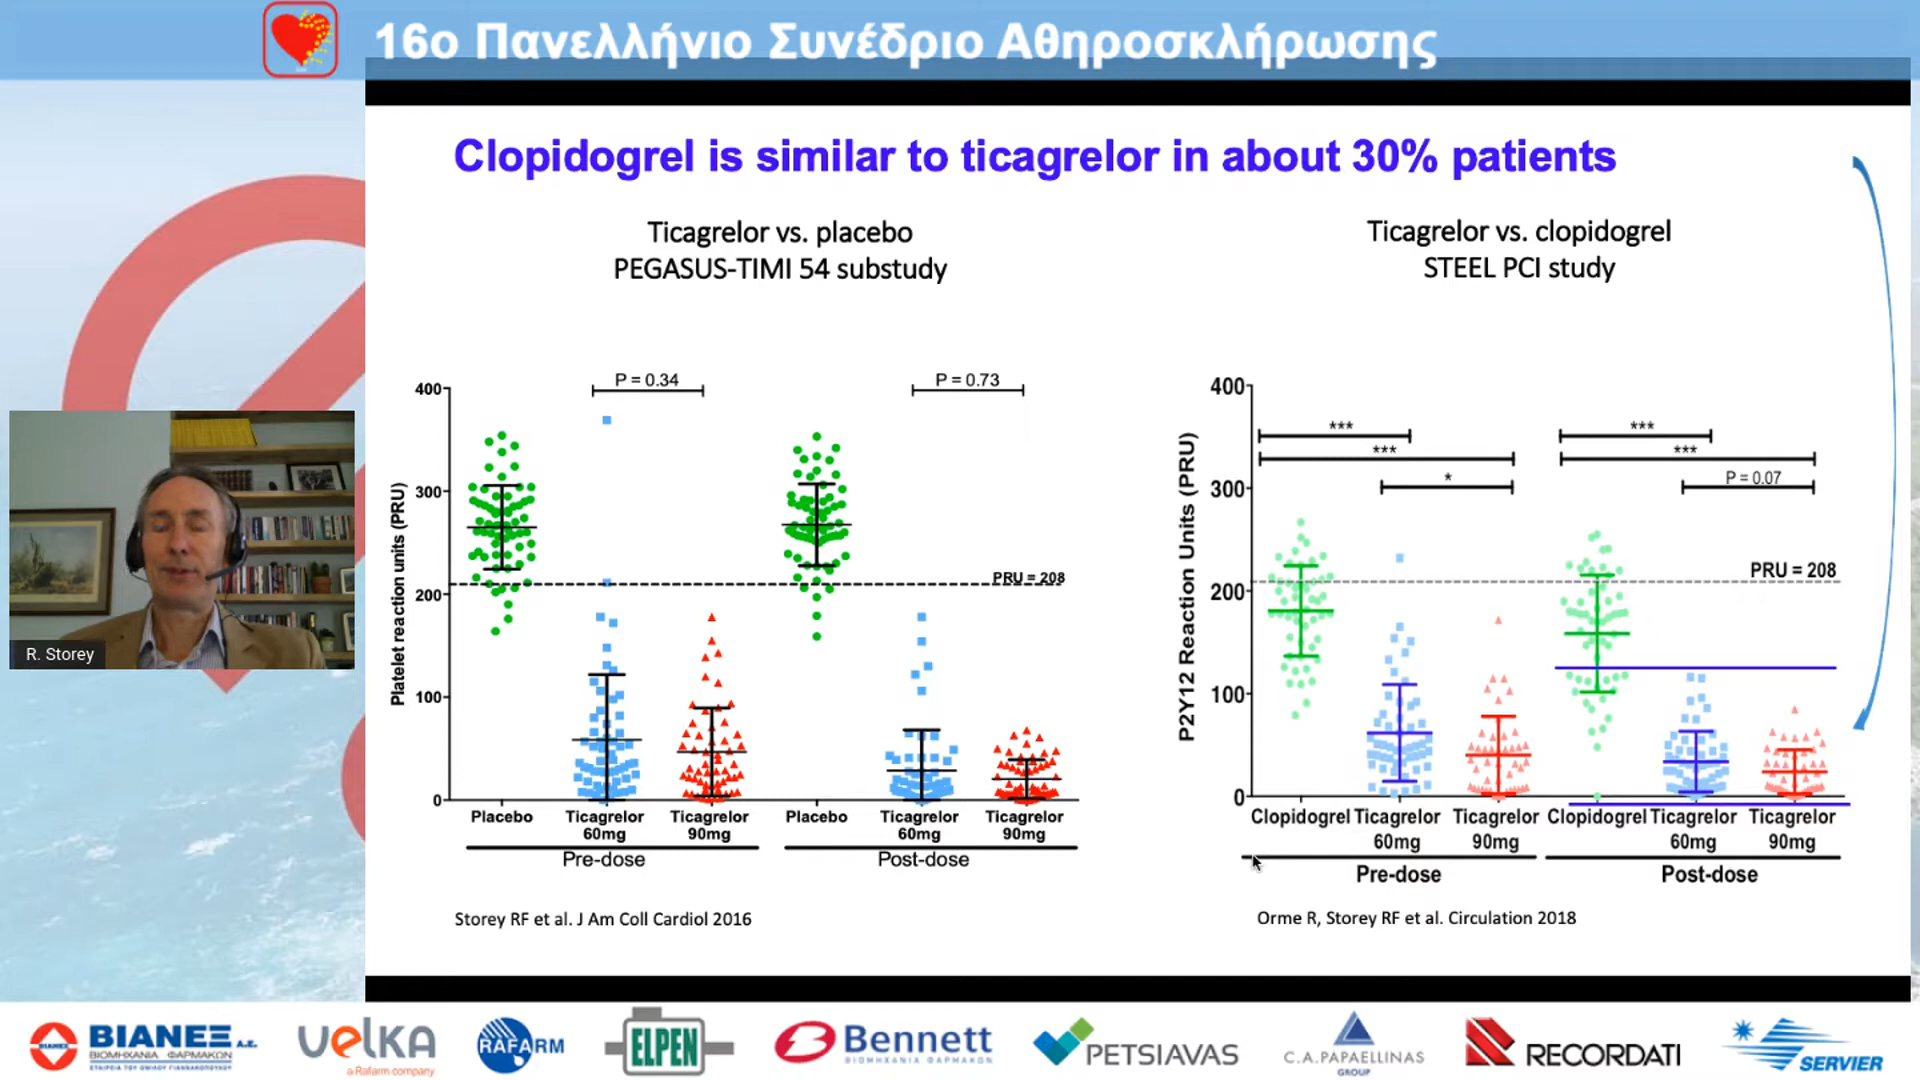 16ο Πανελλήνιο Συνέδριο Αθηροσκλήρωσης
Clopidogrel is similar to ticagrelor in about 30% patients
Ticagrelor vs. placebo
PEGASUS-TIMI 54 substudy
Ticagrelor vs. clopidogrel
STEEL PCI study
Platelet reaction units (PRU)
400
300
200
100
0
P = 0.34
P = 0.73
PRU = 208
Placebo
Ticagrelor
60mg
Ticagrelor
90mg
Placebo
Ticagrelor
60mg
Ticagrelor
90mg
Pre-dose
Post-dose
Storey RF et al. J Am Coll Cardiol 2016
P2Y12 Reaction Units (PRU)
400
300
200
100
0
***
***
*
***
***
P = 0.07
PRU = 208
Clopidogrel
Ticagrelor
60mg
Ticagrelor
90mg
Clopidogrel
Ticagrelor
60mg
Ticagrelor
90mg
Pre-dose
Post-dose
Orme R, Storey RF et al. Circulation 2018
R. Storey
ΒΙΑΝΕΞ Α.Ε.
ΒΙΟΜΗΧΑΝΙΑ ΦΑΡΜΑΚΩΝ
velka
a Rafarm company
RAFARM
ELPEN
Bennett
ΒΙΟΜΗΧΑΝΙΑ ΦΑΡΜΑΚΩΝ
PETSIAVAS
C.A.PAPAELLINAS
GROUP
RECORDATI
SERVIER